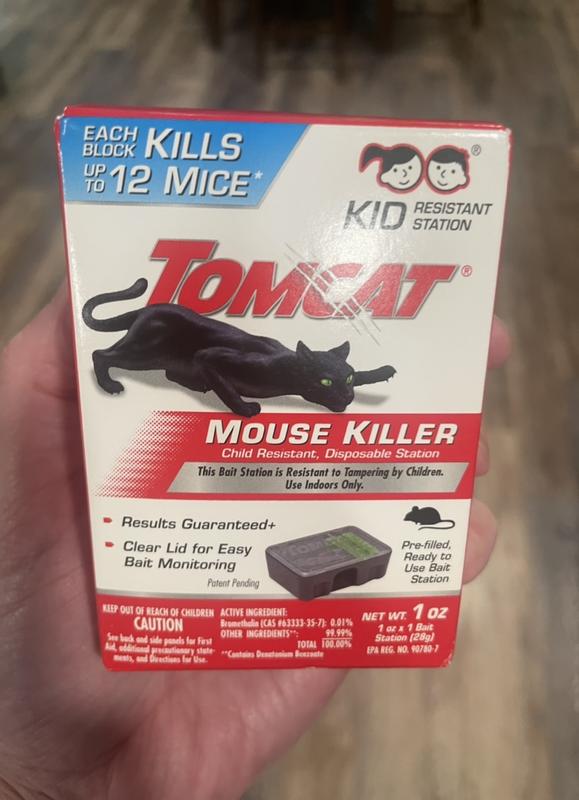 EACH BLOCK KILLS
UP TO 12 MICE*
KID RESISTANT STATION
®
TOMCAT®
MOUSE KILLER
Child Resistant, Disposable Station
This Bait Station is Resistant to Tampering by Children.
Use Indoors Only.
Results Guaranteed+
Clear Lid for Easy
Bait Monitoring
Patent Pending
Pre-filled,
Ready to
Use Bait
Station
KEEP OUT OF REACH OF CHILDREN
CAUTION
See back and side panels for First
Aid, additional precautionary state-
ments, and Directions for Use.
ACTIVE INGREDIENT:
Bromethalin (CAS #63333-35-7): 0.01%
OTHER INGREDIENTS**: 99.99%
TOTAL 100.00%
**Contains Denatonium Benzoate
NET WT. 1 OZ
1 oz x 1 Bait
Station (28g)
EPA REG. NO. 90780-7